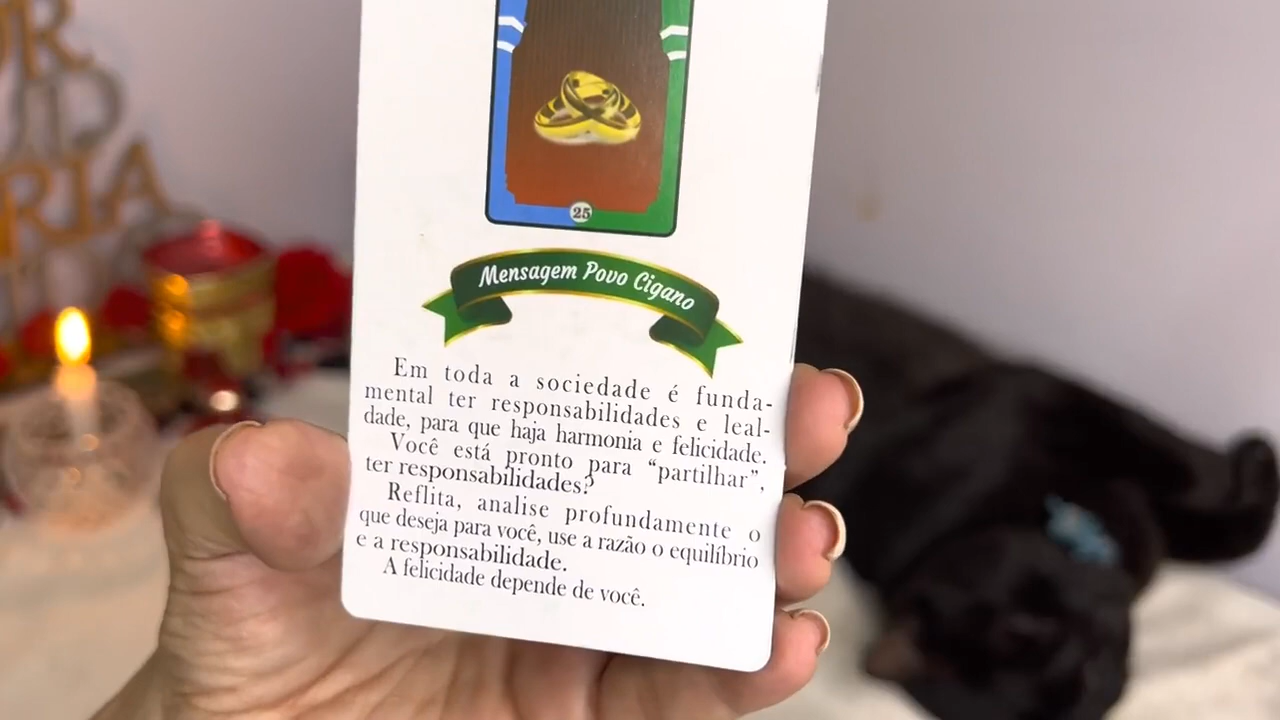 OR
RIA
25
Mensagem Povo Cigano
Em toda a sociedade é funda-
mental ter responsabilidades e leal-
dade, para que haja harmonia e felicidade.
Você está pronto para “partilhar”,
ter responsabilidades?
Reflita, analise profundamente o
que deseja para você, use a razão o equilíbrio
e a responsabilidade.
A felicidade depende de você.